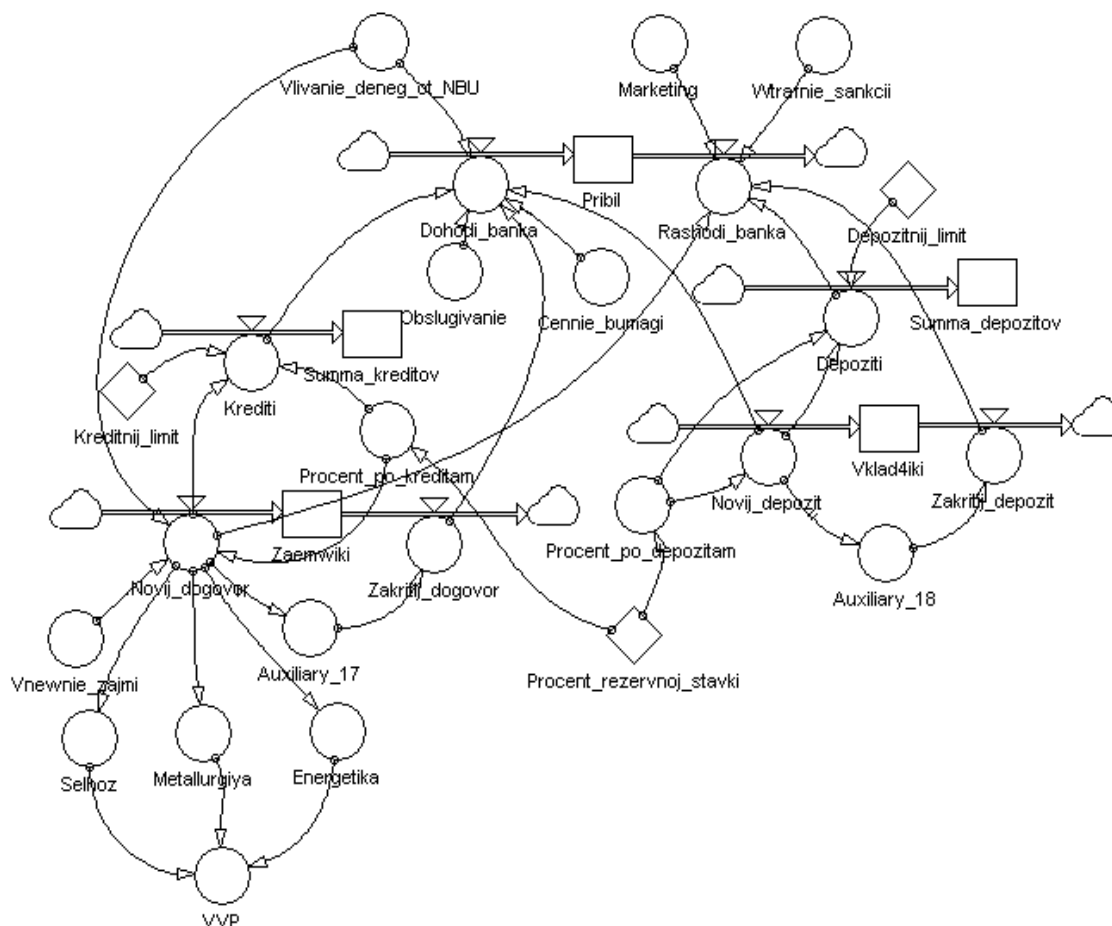 Vlivanie_deneg_ot_NBU
Marketing
Wtrafnie_sankcii
Pribil
Dohodi_banka
Rashodi_banka
Depozitnij_limit
Obslugivanie
Cennie_bumagi
Summa_depozitov
Summa_kreditov
Depoziti
Krediti
Kreditnij_limit
Procent_po_kreditam
Vklad4iki
Novij_depozit
Zakritij_depozit
Zaemwiki
Procent_po_depozitam
Novij_dogovor
Zakritij_dogovor
Auxiliary_18
Vnewnie_zajmi
Auxiliary_17
Procent_rezervnoj_stavki
Selhoz
Metallurgiya
Energetika
VVP